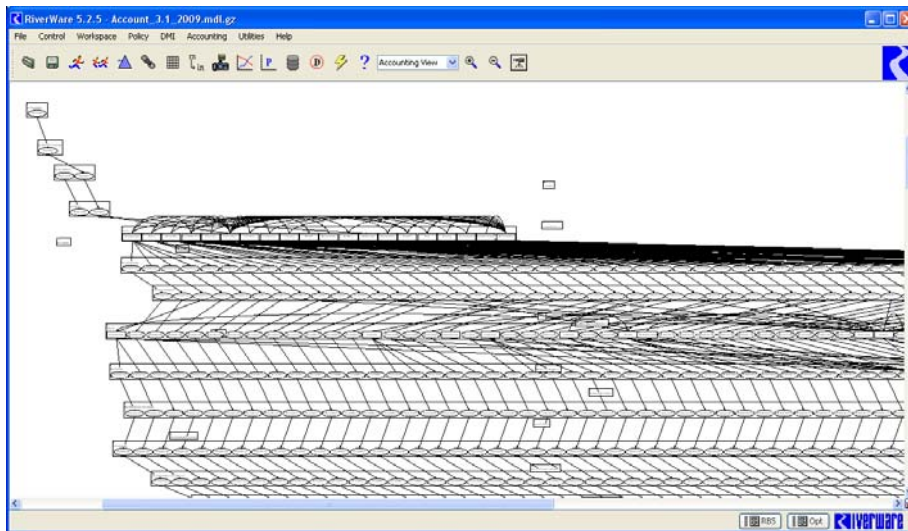 RiverWare 5.2.5 - Account_3.1_2009.mdl.gz
File Control Workspace Policy DMI Accounting Utilities Help
Accounting View
RBS Opt Riverware